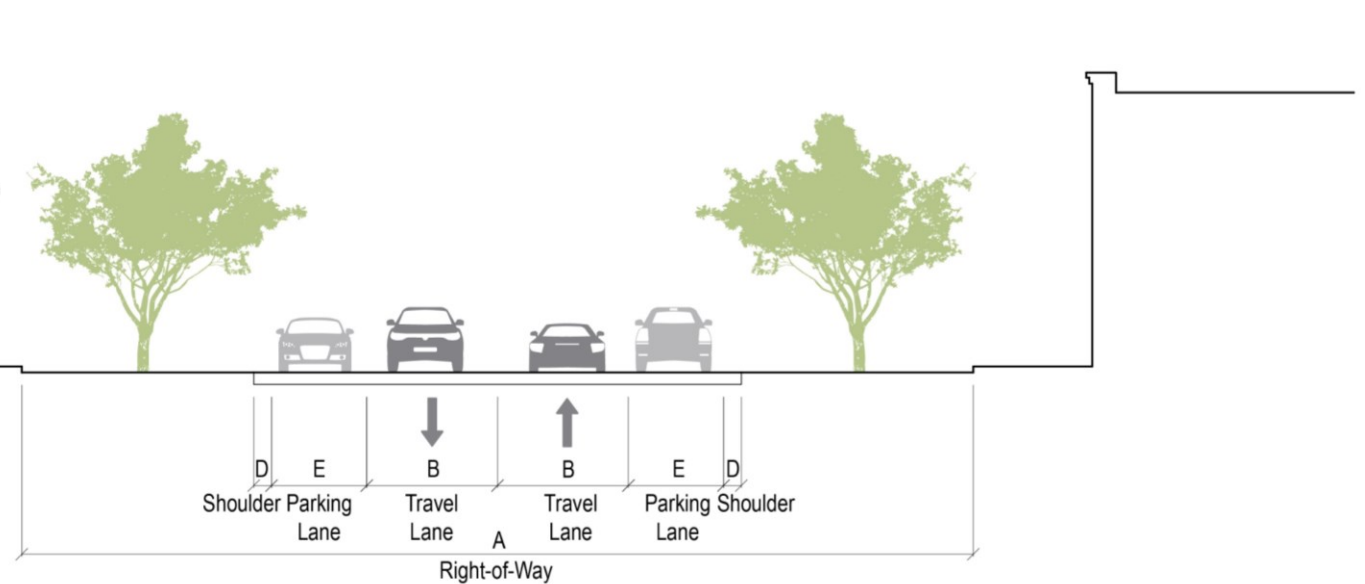 D E B B E D
Shoulder Parking Travel Travel Parking Shoulder
Lane Lane Lane Lane
A
Right-of-Way